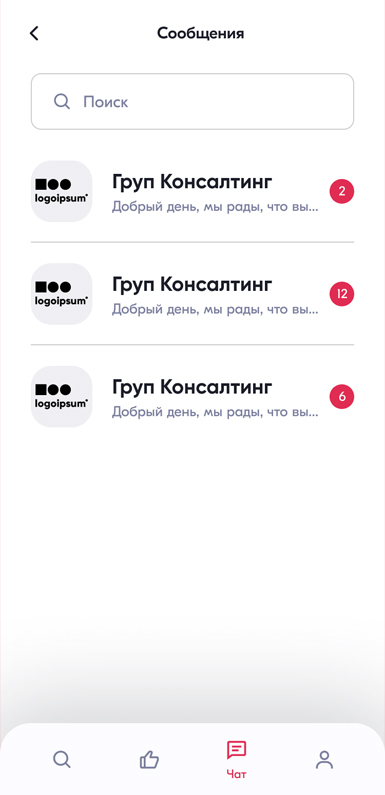 Сообщения
Поиск
logoipsum®
Груп Консалтинг
Добрый день, мы рады, что вы...
2
logoipsum®
Груп Консалтинг
Добрый день, мы рады, что вы...
12
logoipsum®
Груп Консалтинг
Добрый день, мы рады, что вы...
6
Чат